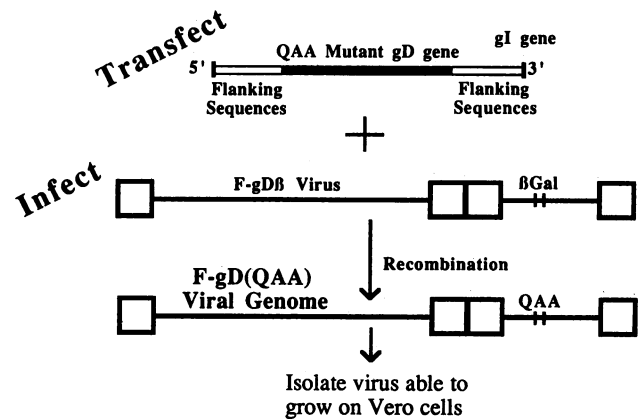 Transfect
QAA Mutant gD gene
gI gene
5' 3'
Flanking Sequences
Flanking Sequences
+
Infect
F-gDß Virus
ßGal
Recombination
F-gD(QAA)
Viral Genome
QAA
Isolate virus able to
grow on Vero cells